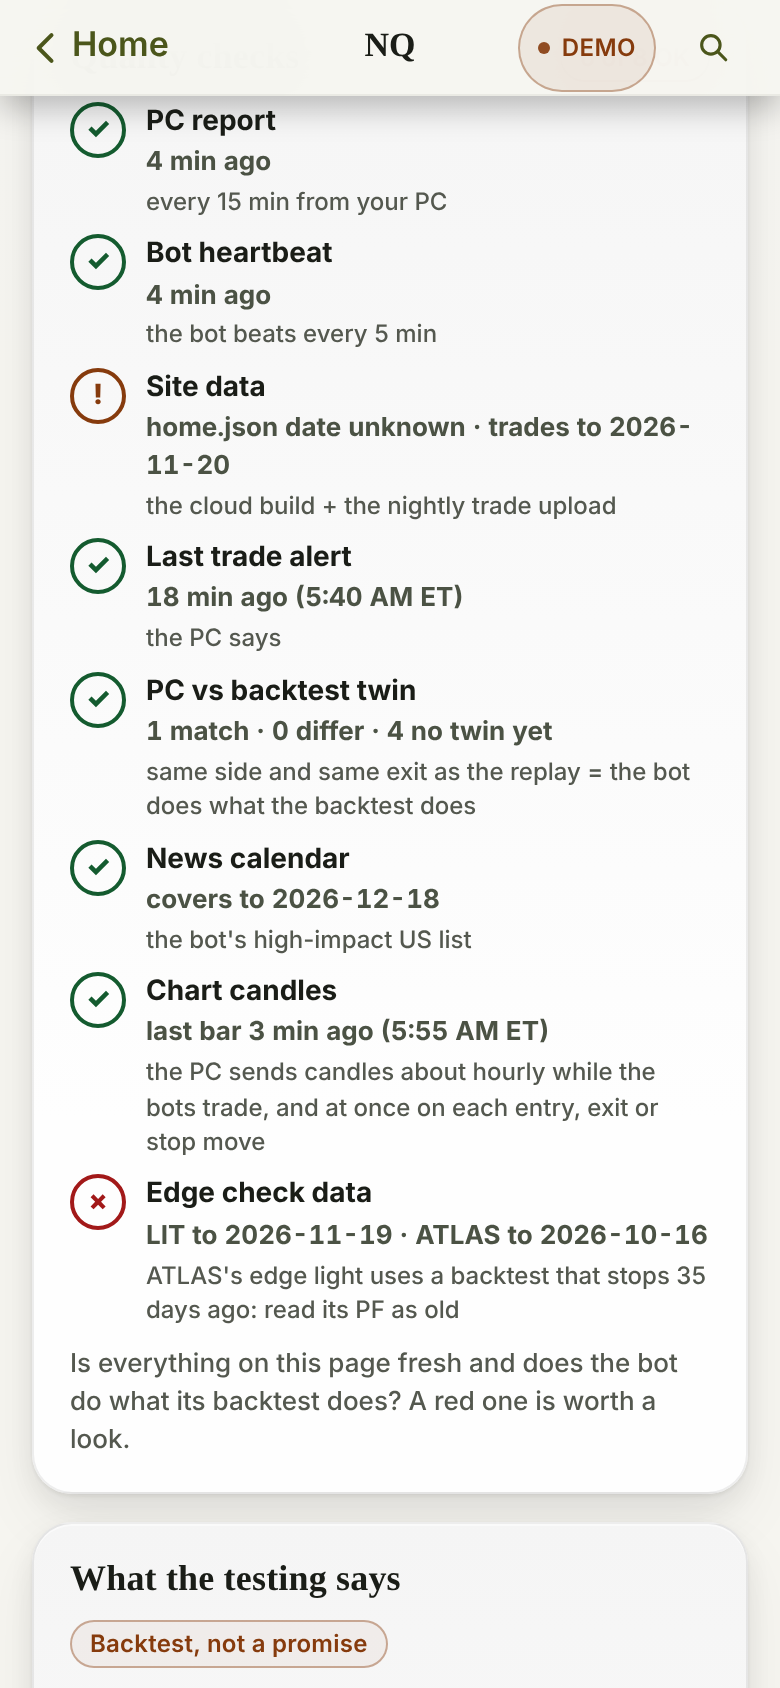 Home
NQ
DEMO
Quality checks
PC report
4 min ago
every 15 min from your PC
Bot heartbeat
4 min ago
the bot beats every 5 min
Site data
home.json date unknown · trades to 2026-
11-20
the cloud build + the nightly trade upload
Last trade alert
18 min ago (5:40 AM ET)
the PC says
PC vs backtest twin
1 match · 0 differ · 4 no twin yet
same side and same exit as the replay = the bot
does what the backtest does
News calendar
covers to 2026-12-18
the bot's high-impact US list
Chart candles
last bar 3 min ago (5:55 AM ET)
the PC sends candles about hourly while the
bots trade, and at once on each entry, exit or
stop move
Edge check data
LIT to 2026-11-19 · ATLAS to 2026-10-16
ATLAS's edge light uses a backtest that stops 35
days ago: read its PF as old
Is everything on this page fresh and does the bot
do what its backtest does? A red one is worth a
look.
What the testing says
Backtest, not a promise